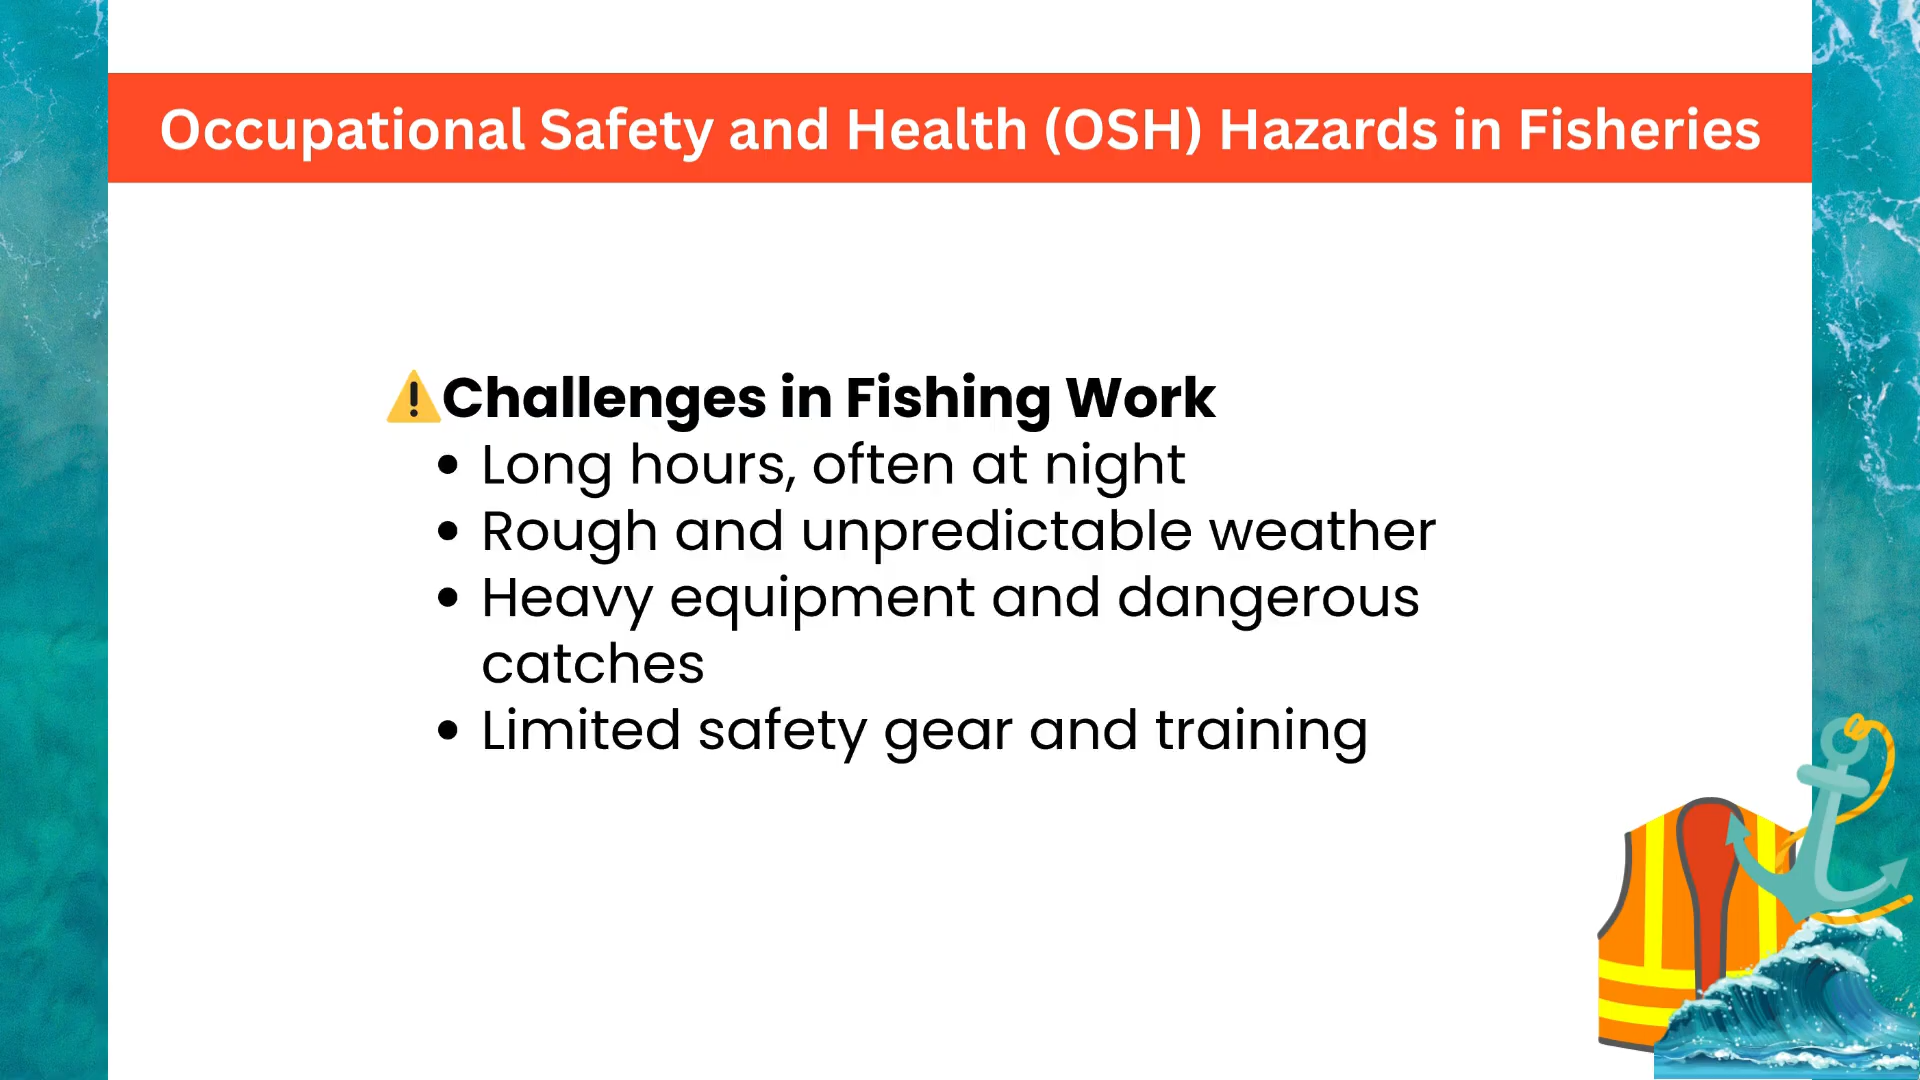 Occupational Safety and Health (OSH) Hazards in Fisheries
⚠️Challenges in Fishing Work
• Long hours, often at night
• Rough and unpredictable weather
• Heavy equipment and dangerous
catches
• Limited safety gear and training